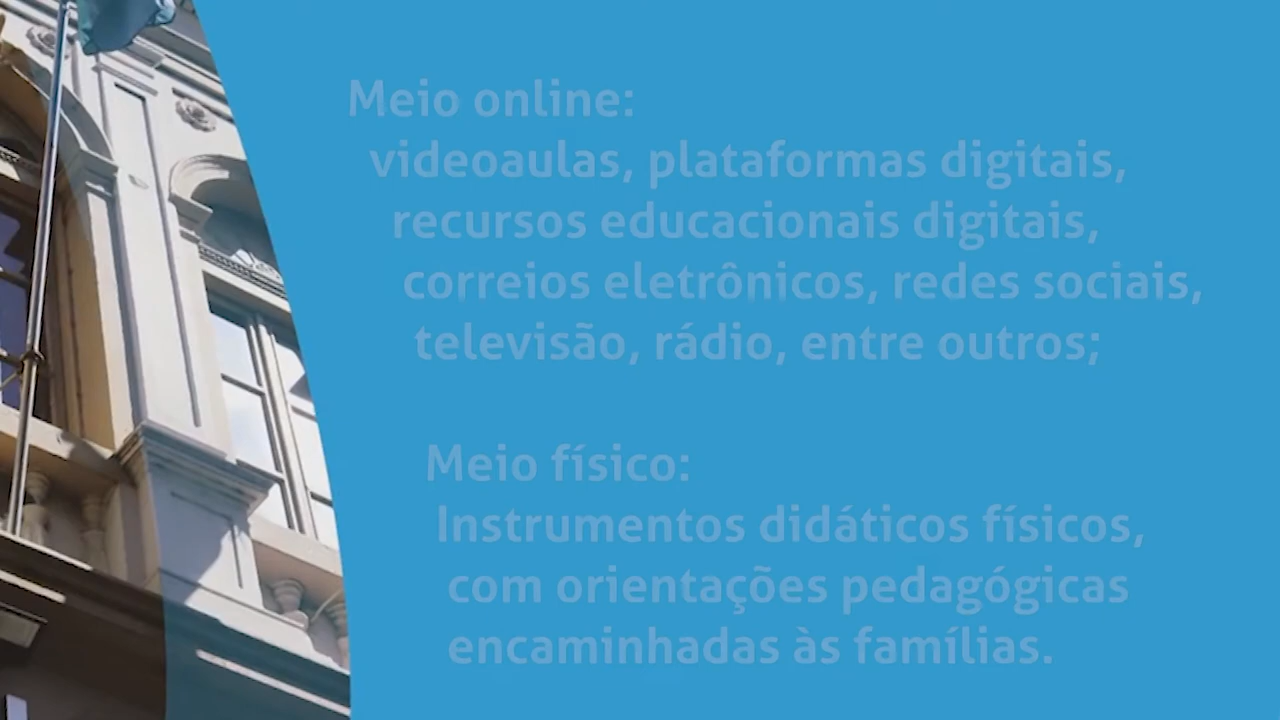 Meio online:
videoaulas, plataformas digitais,
recursos educacionais digitais,
correios eletrônicos, redes sociais,
televisão, rádio, entre outros;
Meio físico:
Instrumentos didáticos físicos,
com orientações pedagógicas
encaminhadas às famílias.